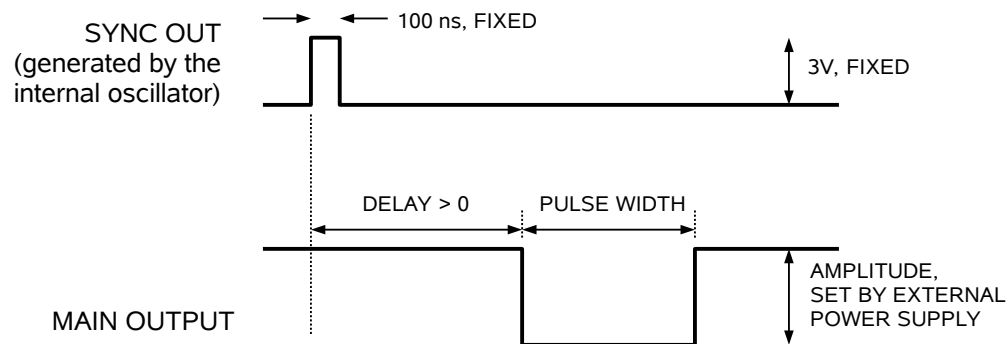 100 ns, FIXED
SYNC OUT
(generated by the
internal oscillator)
3V, FIXED
DELAY > 0
PULSE WIDTH
AMPLITUDE,
SET BY EXTERNAL
POWER SUPPLY
MAIN OUTPUT